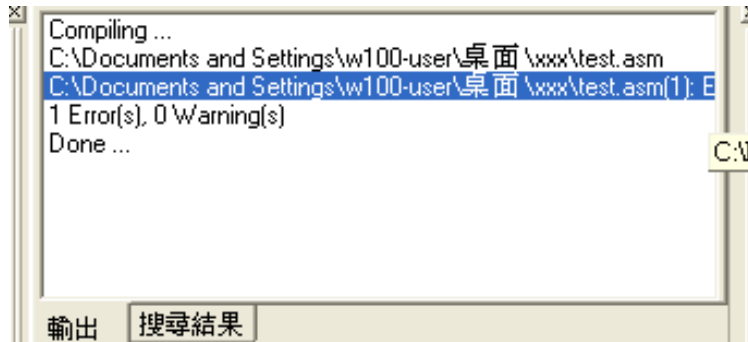 Compiling ...
C:\Documents and Settings\w100-user\桌面\xxx\test.asm
C:\Documents and Settings\w100-user\桌面\xxx\test.asm(1): E
1 Error(s), 0 Warning(s)
Done ...
C:\
輸出
搜尋結果